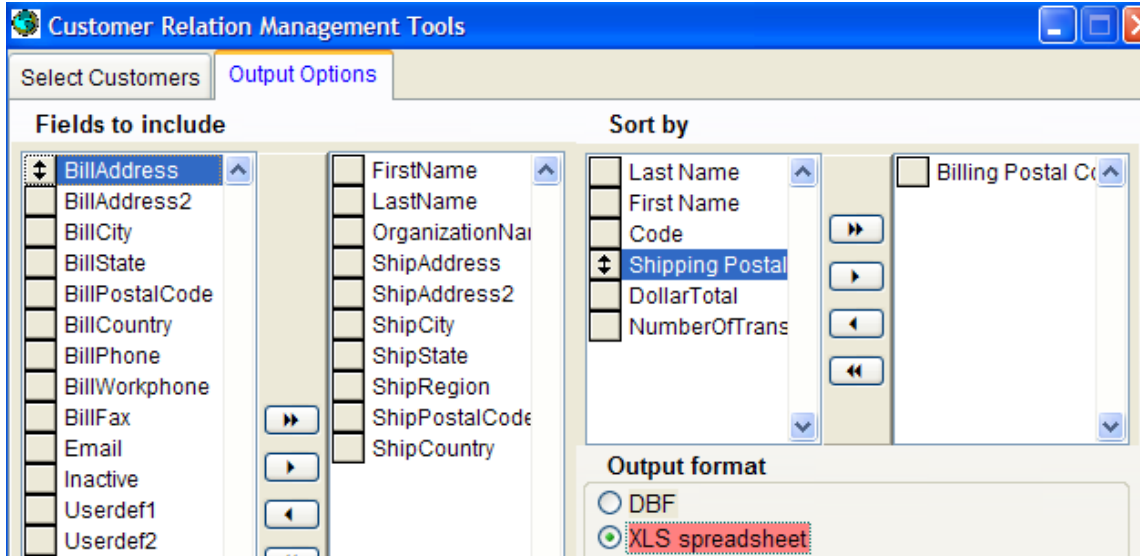 Customer Relation Management Tools
Select Customers
Output Options
Fields to include
BillAddress
BillAddress2
BillCity
BillState
BillPostalCode
BillCountry
BillPhone
BillWorkphone
BillFax
Email
Inactive
Userdef1
Userdef2
FirstName
LastName
OrganizationNa
ShipAddress
ShipAddress2
ShipCity
ShipState
ShipRegion
ShipPostalCode
ShipCountry
Sort by
Last Name
First Name
Code
Shipping Postal
DollarTotal
NumberOfTrans
Billing Postal Co
Output format
DBF
XLS spreadsheet